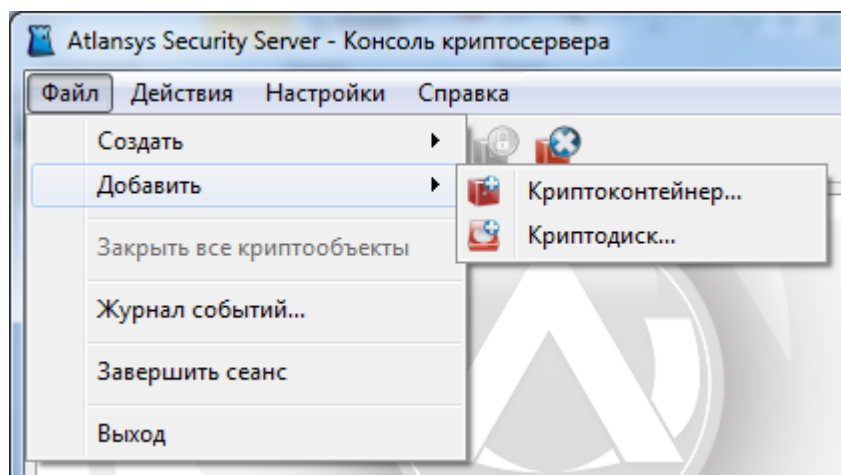 Atlansys Security Server - Консоль криптосервера
Файл Действия Настройки Справка
Создать
Добавить
Криптоконтейнер...
Криптодиск...
Закрыть все криптообъекты
Журнал событий...
Завершить сеанс
Выход